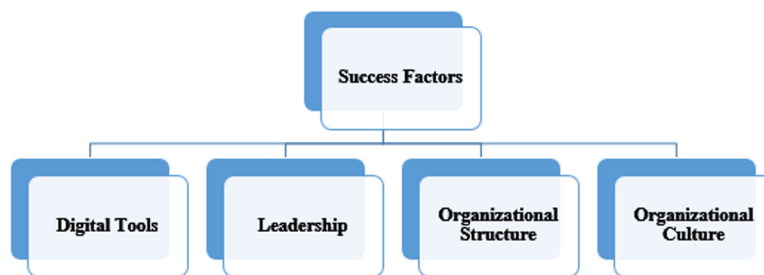 Success Factors
Digital Tools
Leadership
Organizational
Structure
Organizational
Culture